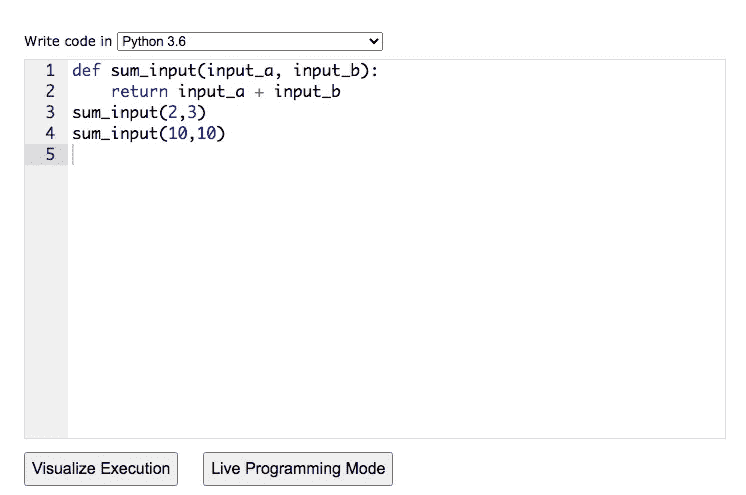 Write code in Python 3.6
1 def sum_input(input_a, input_b):
2     return input_a + input_b
3 sum_input(2,3)
4 sum_input(10,10)
5
Visualize Execution Live Programming Mode